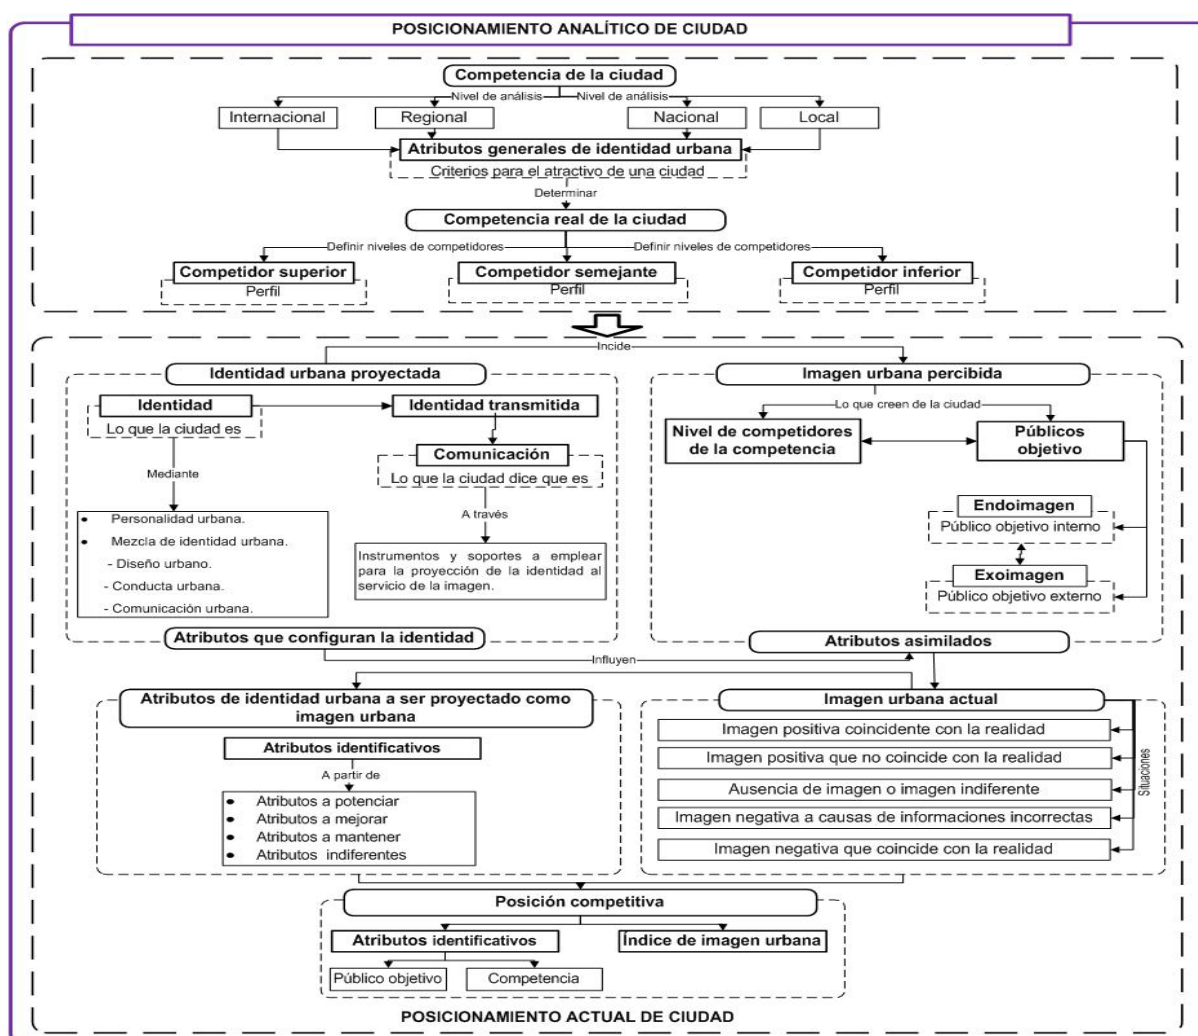 POSICIONAMIENTO ANALÍTICO DE CIUDAD
Competencia de la ciudad
Nivel de análisis Nivel de análisis
Internacional Regional Nacional Local
Atributos generales de identidad urbana
Criterios para el atractivo de una ciudad
Determinar
Competencia real de la ciudad
Definir niveles de competidores Definir niveles de competidores
Competidor superior Competidor semejante Competidor inferior
Perfil Perfil Perfil
Incide
Identidad urbana proyectada
Identidad Identidad transmitida
Lo que la ciudad es
Comunicación
Lo que la ciudad dice que es
Mediante
A través
• Personalidad urbana.
• Mezcla de identidad urbana.
- Diseño urbano.
- Conducta urbana.
- Comunicación urbana.
Instrumentos y soportes a emplear
para la proyección de la identidad al
servicio de la imagen.
Atributos que configuran la identidad
Imagen urbana percibida
Lo que creen de la ciudad
Nivel de competidores
de la competencia
Públicos
objetivo
Endoimagen
Público objetivo interno
Exoimagen
Público objetivo externo
Atributos asimilados
Influyen
Atributos de identidad urbana a ser proyectado como
imagen urbana
Atributos identificativos
A partir de
• Atributos a potenciar
• Atributos a mejorar
• Atributos a mantener
• Atributos indiferentes
Imagen urbana actual
Imagen positiva coincidente con la realidad
Imagen positiva que no coincide con la realidad
Ausencia de imagen o imagen indiferente
Imagen negativa a causas de informaciones incorrectas
Imagen negativa que coincide con la realidad
Situaciones
Posición competitiva
Atributos identificativos Índice de imagen urbana
Público objetivo Competencia
POSICIONAMIENTO ACTUAL DE CIUDAD